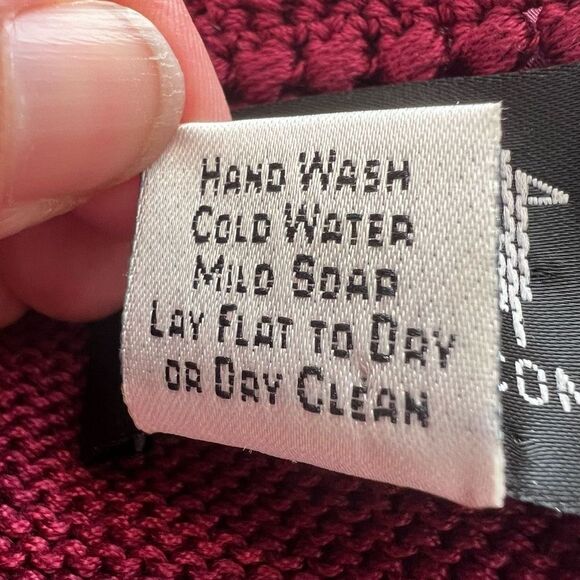 Hand Wash
Cold Water
Mild Soap
Lay Flat to Dry
or Dry Clean